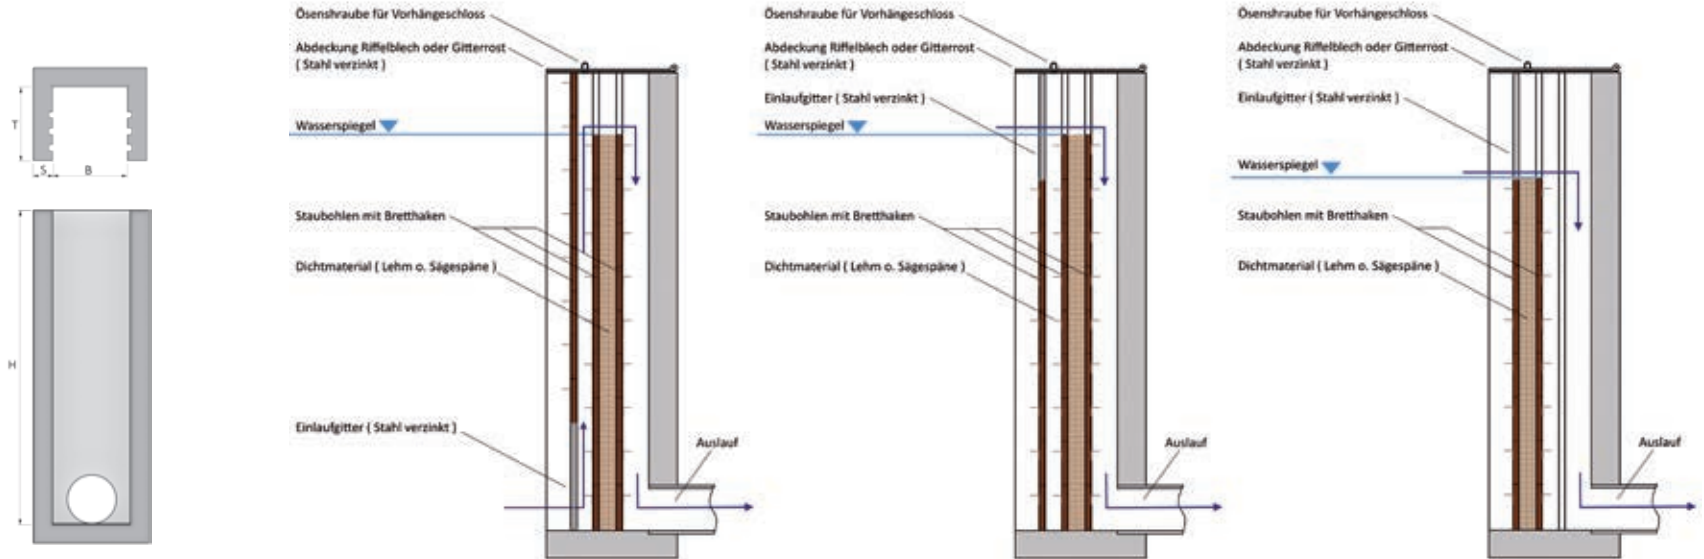 T
S
B
H
Ösenshraube für Vorhängeschloss
Abdeckung Riffelblech oder Gitterrost
( Stahl verzinkt )
Wasserspiegel
Staubohlen mit Bretthaken
Dichtmaterial ( Lehm o. Sägespäne )
Einlaufgitter ( Stahl verzinkt )
Auslauf
Ösenshraube für Vorhängeschloss
Abdeckung Riffelblech oder Gitterrost
( Stahl verzinkt )
Einlaufgitter ( Stahl verzinkt )
Wasserspiegel
Staubohlen mit Bretthaken
Dichtmaterial ( Lehm o. Sägespäne )
Auslauf
Ösenshraube für Vorhängeschloss
Abdeckung Riffelblech oder Gitterrost
( Stahl verzinkt )
Einlaufgitter ( Stahl verzinkt )
Wasserspiegel
Staubohlen mit Bretthaken
Dichtmaterial ( Lehm o. Sägespäne )
Auslauf